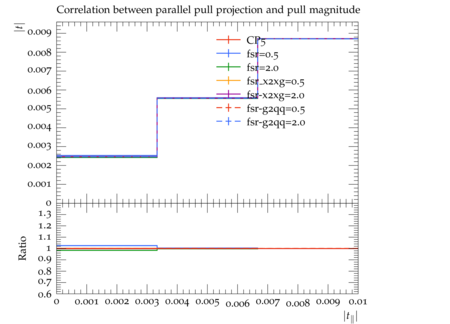 Correlation between parallel pull projection and pull magnitude
|t|
0.009
0.008
0.007
0.006
0.005
0.004
0.003
0.002
0.001
0
CP5
fsr=0.5
fsr=2.0
fsr_x2xg=0.5
fsr-x2xg=2.0
fsr-g2qq=0.5
fsr-g2qq=2.0
Ratio
1.3
1.2
1.1
1
0.9
0.8
0.7
0.6
0 0.001 0.002 0.003 0.004 0.005 0.006 0.007 0.008 0.009 0.01
|t∥|